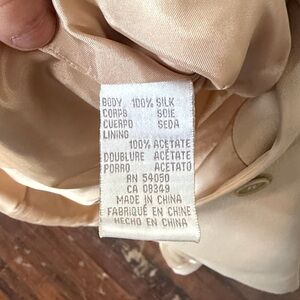 BODY 100% SILK
CORPS SOIE
CUERPO SEDA
LINING
100% ACETATE
DOUBLURE ACÉTATE
FORRO ACETATO
RN 54050
CA 08349
MADE IN CHINA
FABRIQUÉ EN CHINE
HECHO EN CHINA